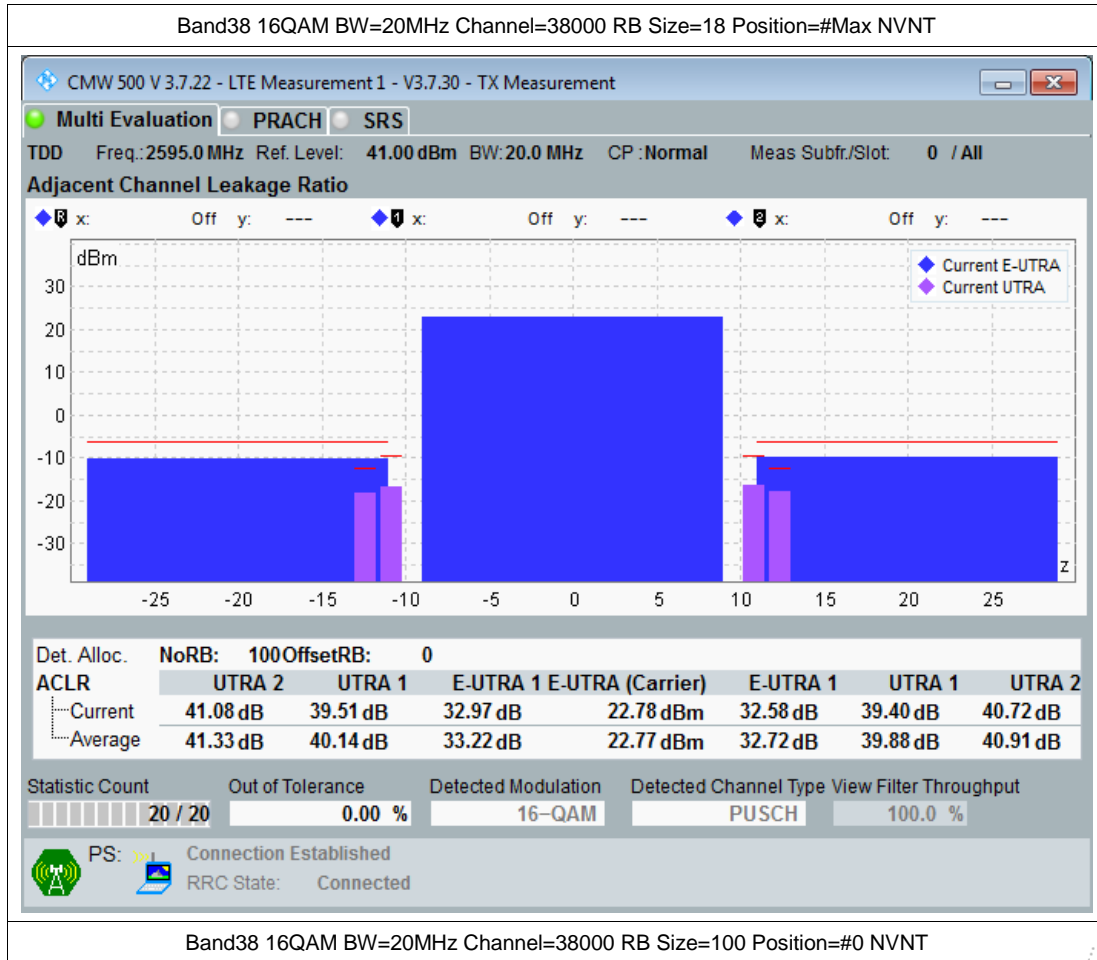 Band38 16QAM BW=20MHz Channel=38000 RB Size=18 Position=#Max NVNT
CMW 500 V 3.7.22 - LTE Measurement 1 - V3.7.30 - TX Measurement
Multi Evaluation PRACH SRS
TDD Freq.:2595.0 MHz Ref. Level: 41.00 dBm BW:20.0 MHz CP :Normal Meas Subfr./Slot: 0 / All
Adjacent Channel Leakage Ratio
R x: Off y: --- 1 x: Off y: --- 2 x: Off y: ---
dBm
Current E-UTRA
Current UTRA
30
20
10
0
-10
-20
-30
z
-25 -20 -15 -10 -5 0 5 10 15 20 25
Det. Alloc. NoRB: 100 OffsetRB: 0
ACLR UTRA 2 UTRA 1 E-UTRA 1 E-UTRA (Carrier) E-UTRA 1 UTRA 1 UTRA 2
Current 41.08 dB 39.51 dB 32.97 dB 22.78 dBm 32.58 dB 39.40 dB 40.72 dB
Average 41.33 dB 40.14 dB 33.22 dB 22.77 dBm 32.72 dB 39.88 dB 40.91 dB
Statistic Count Out of Tolerance Detected Modulation Detected Channel Type View Filter Throughput
20 / 20 0.00 % 16-QAM PUSCH 100.0 %
PS: Connection Established
RRC State: Connected
Band38 16QAM BW=20MHz Channel=38000 RB Size=100 Position=#0 NVNT